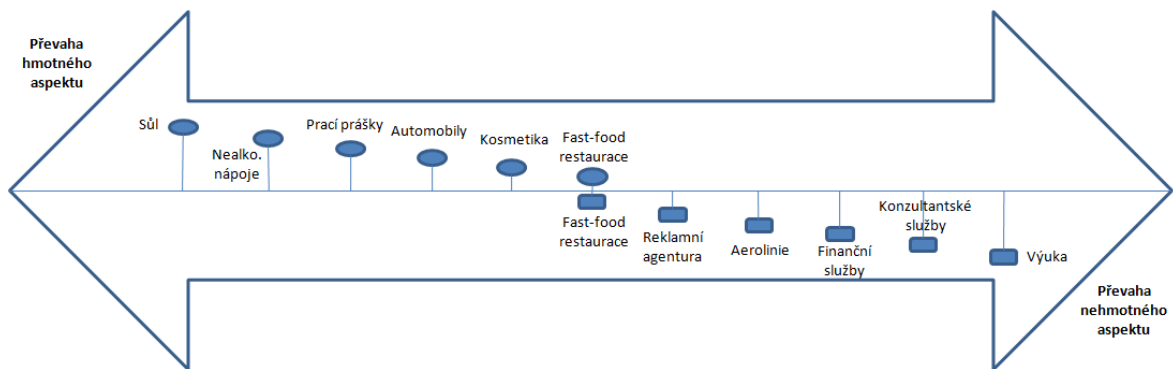 Převaha
hmotného
aspektu
Sůl
Nealko.
nápoje
Prací prášky
Automobily
Kosmetika
Fast-food
restaurace
Fast-food
restaurace
Reklamní
agentura
Aerolinie
Finanční
služby
Konzultantské
služby
Výuka
Převaha
nehmotného
aspektu